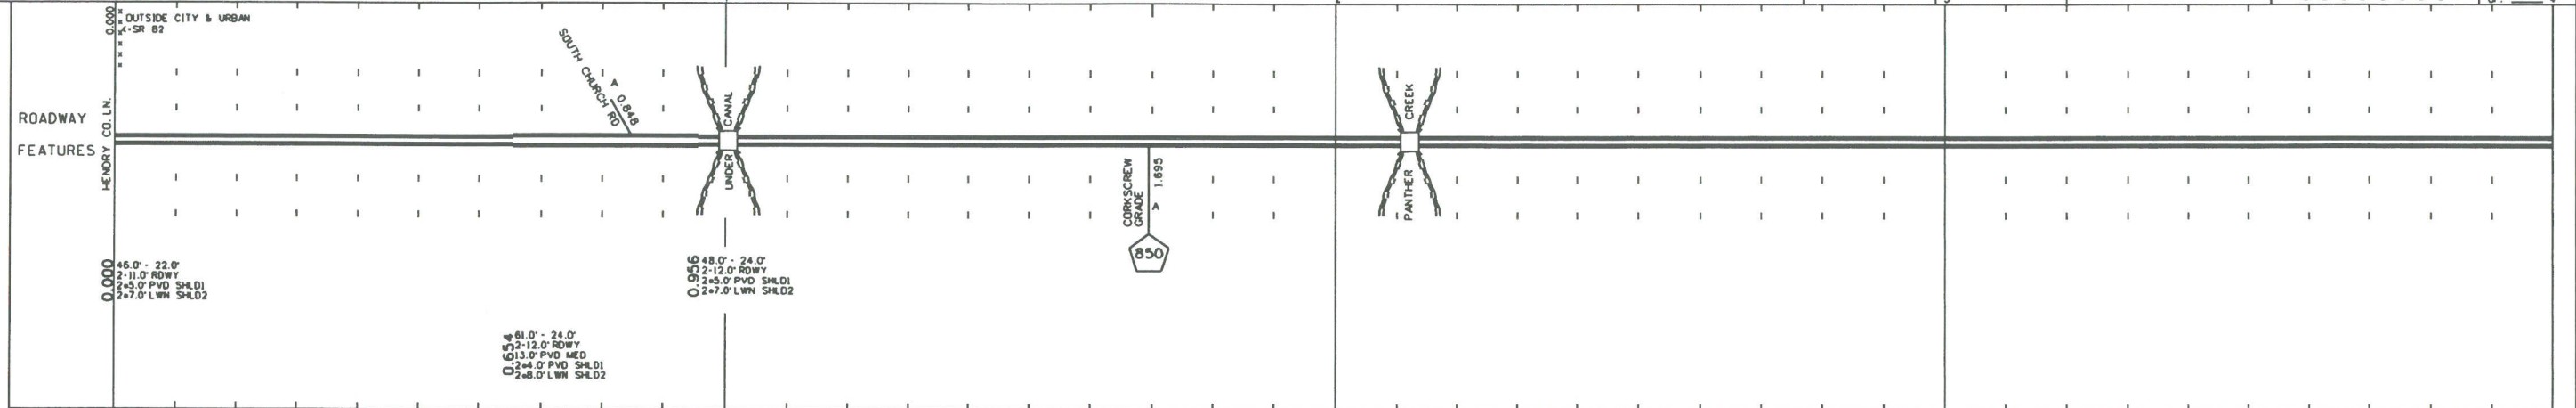 0.000
OUTSIDE CITY & URBAN
<-SR 82
ROADWAY
FEATURES
HENDRY CO. LN.
SOUTH CHURCH RD
A 0.848
CANAL
UNDER
CORKSCREW
GRADE
A 1.695
850
CREEK
PANTHER
0.000
46.0' - 22.0'
2-11.0' RDWY
2*5.0' PVD SHLD1
2*7.0' LWN SHLD2
0.654
61.0' - 24.0'
2-12.0' RDWY
13.0' PVD MED
2*4.0' PVD SHLD1
2*8.0' LWN SHLD2
0.956
48.0' - 24.0'
2-12.0' RDWY
2*5.0' PVD SHLD1
2*7.0' LWN SHLD2